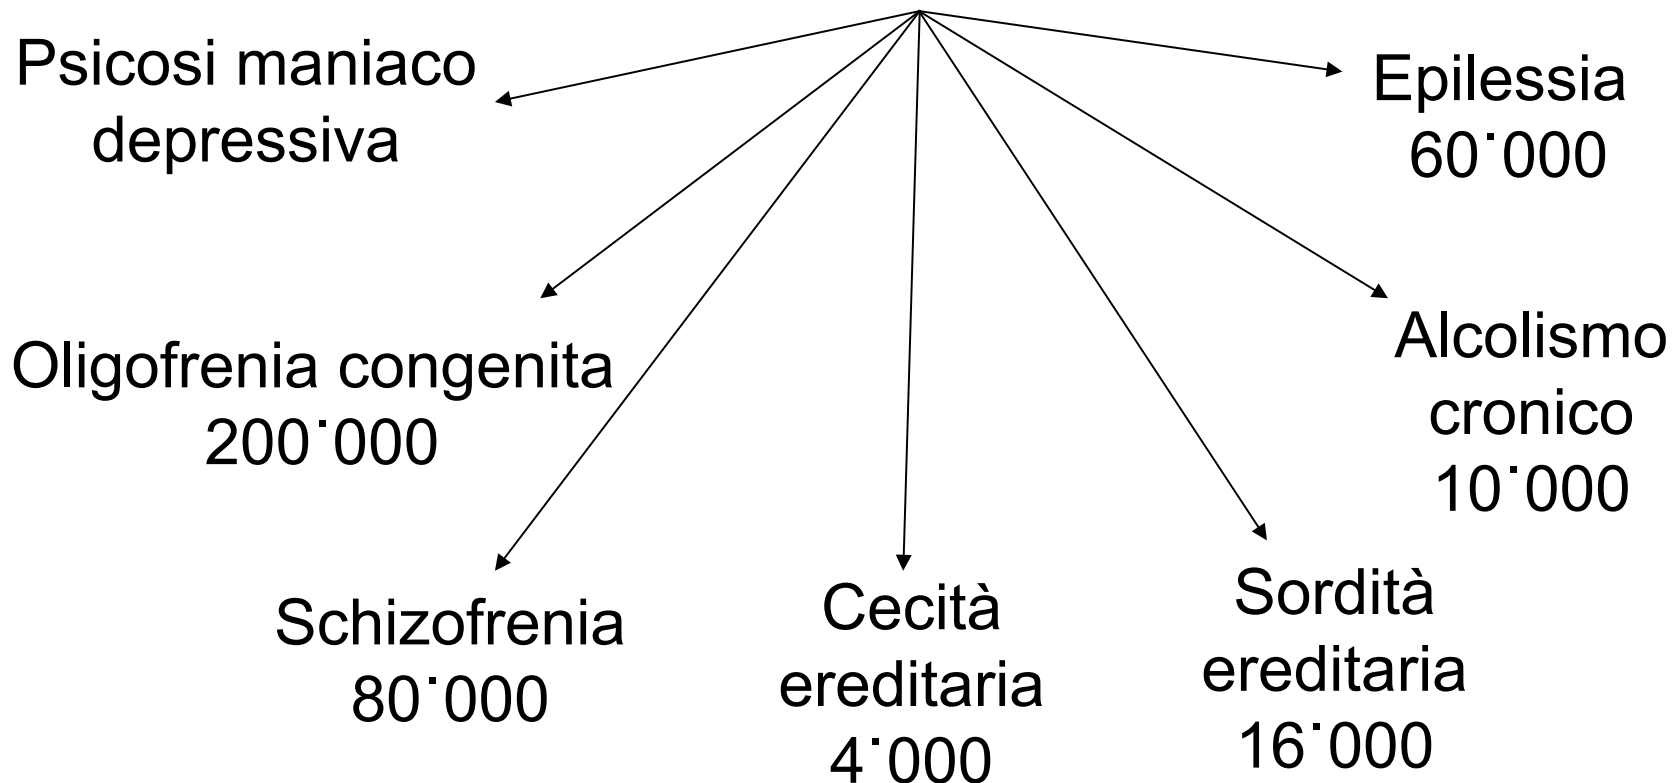 Psicosi maniaco
depressiva
Epilessia
60˙000
Oligofrenia congenita
200˙000
Alcolismo
cronico
10˙000
Schizofrenia
80˙000
Cecità
ereditaria
4˙000
Sordità
ereditaria
16˙000